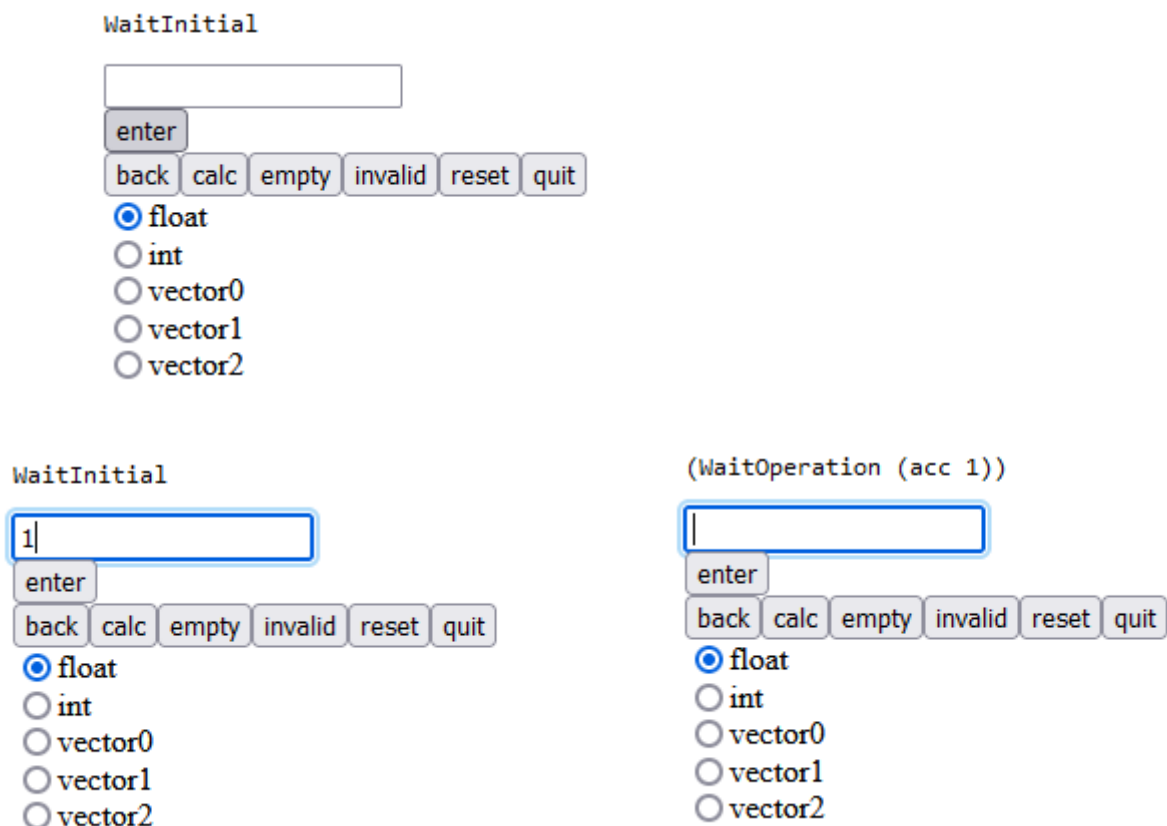 WaitInitial
enter
back calc empty invalid reset quit
float
int
vector0
vector1
vector2
WaitInitial
1
enter
back calc empty invalid reset quit
float
int
vector0
vector1
vector2
(WaitOperation (acc 1))
enter
back calc empty invalid reset quit
float
int
vector0
vector1
vector2